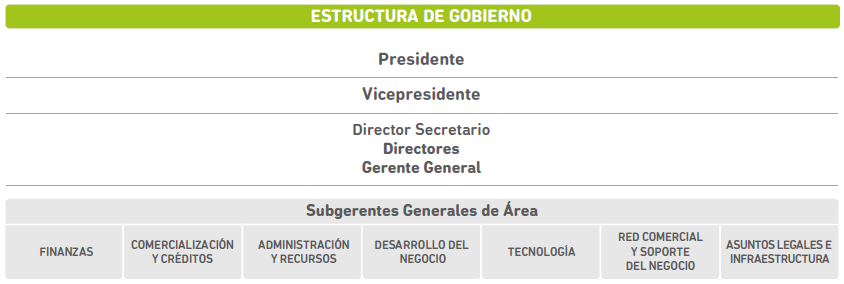 ESTRUCTURA DE GOBIERNO
Presidente
Vicepresidente
Director Secretario
Directores
Gerente General
Subgerentes Generales de Área
FINANZAS
COMERCIALIZACIÓN
Y CRÉDITOS
ADMINISTRACIÓN
Y RECURSOS
DESARROLLO DEL
NEGOCIO
TECNOLOGÍA
RED COMERCIAL
Y SOPORTE
DEL NEGOCIO
ASUNTOS LEGALES E
INFRAESTRUCTURA